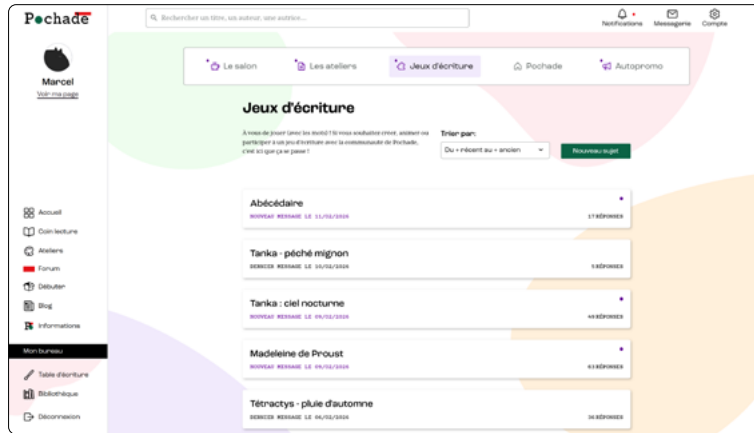 Pochade
Rechercher un titre, un auteur, une autrice...
Notifications
Messagerie
Compte
Marcel
Voir ma page
Le salon
Les ateliers
Jeux d'écriture
Pochade
Autopromo
Jeux d'écriture
À vous de jouer (avec les mots) ! Si vous souhaitez créer, animer ou
participer à un jeu d'écriture avec la communauté de Pochade,
c'est ici que ça se passe !
Trier par:
Du + récent au + ancien
Nouveau sujet
Abécédaire
NOUVEAU MESSAGE LE 11/02/2026
17 RÉPONSES
Tanka - péché mignon
DERNIER MESSAGE LE 10/02/2026
5 RÉPONSES
Tanka : ciel nocturne
NOUVEAU MESSAGE LE 09/02/2026
RÉPONSES
Madeleine de Proust
NOUVEAU MESSAGE LE 09/02/2026
63 RÉPONSES
Tétractys - pluie d'automne
DERNIER MESSAGE LE 06/02/2026
36 RÉPONSES
Accueil
Coin lecture
Ateliers
Forum
Débuter
Blog
Informations
Mon bureau
Table d'écriture
Bibliothèque
Déconnexion